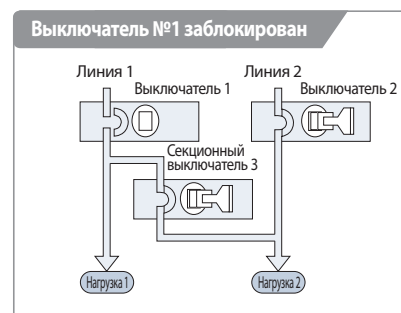 Выключатель №1 заблокирован
Линия 1
Линия 2
Выключатель 1
Выключатель 2
Секционный
выключатель 3
Нагрузка 1
Нагрузка 2